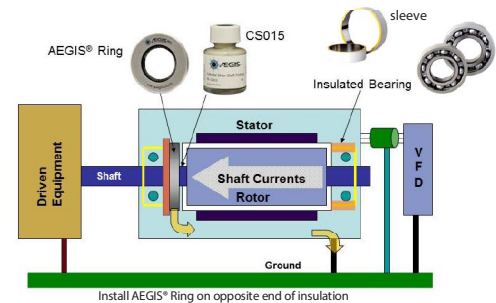 sleeve
CS015
AEGIS® Ring
AEGIS
Insulated Bearing
Stator
Driven
Equipment
Shaft
Shaft Currents
Rotor
V
F
D
Ground
Install AEGIS® Ring on opposite end of insulation